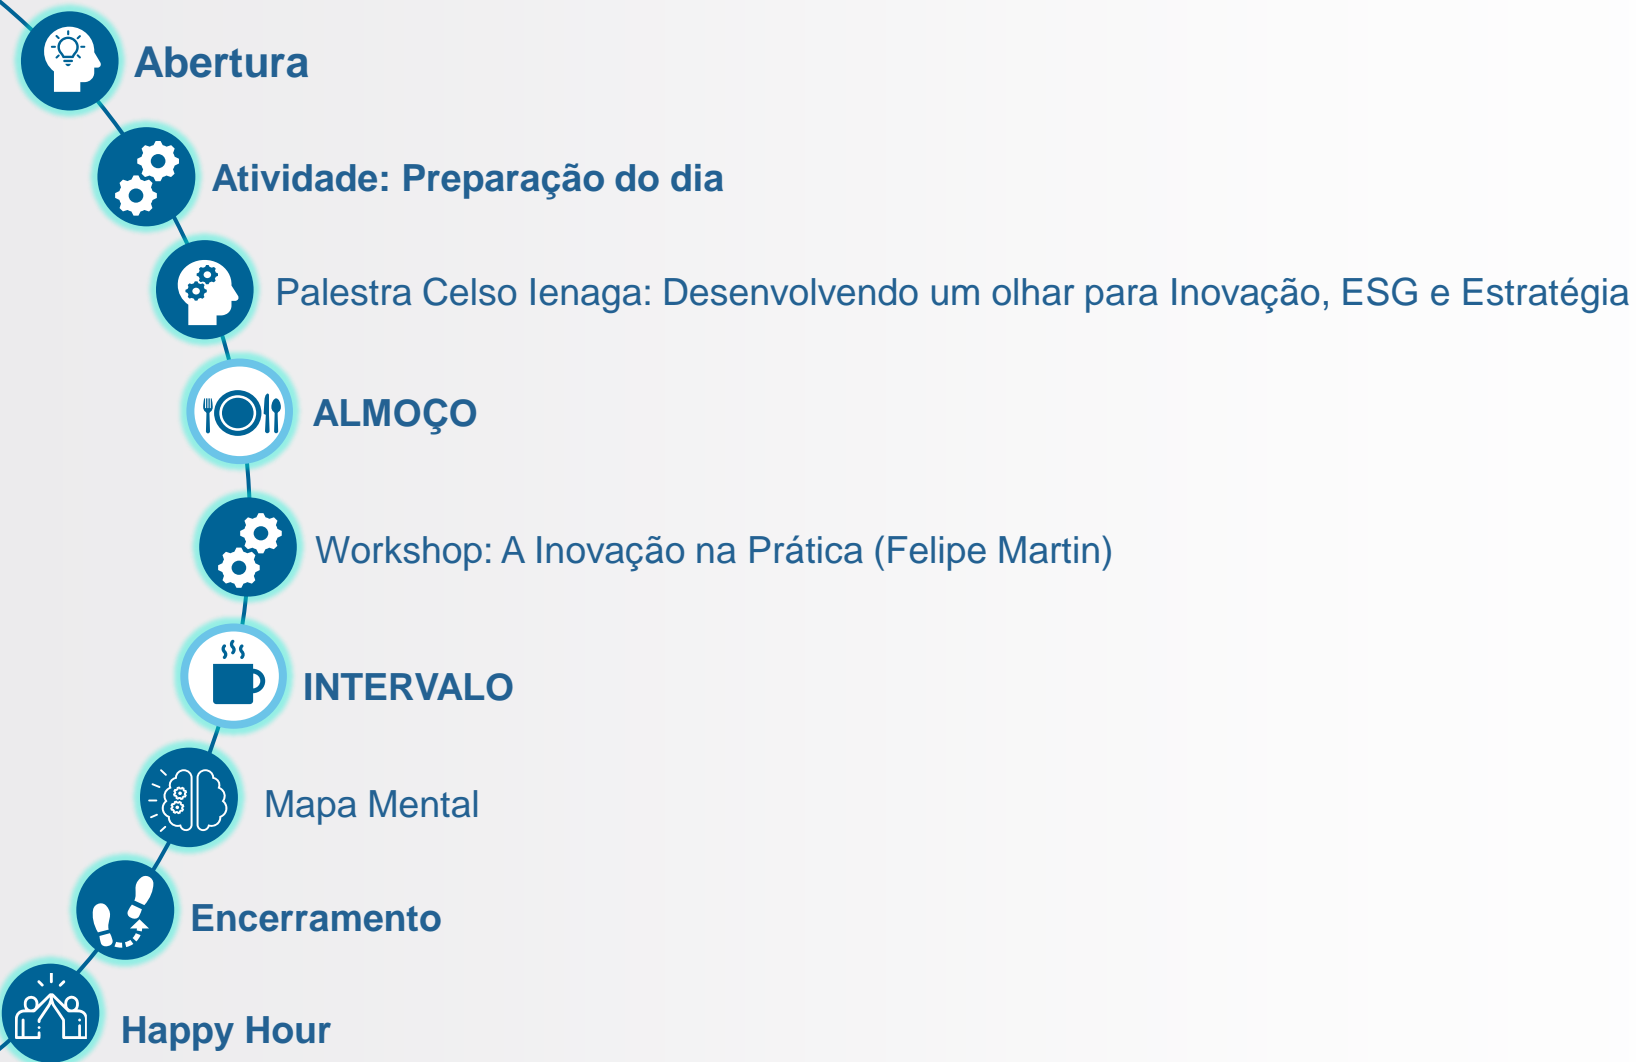 Abertura
Atividade: Preparação do dia
Palestra Celso Ienaga: Desenvolvendo um olhar para Inovação, ESG e Estratégia
ALMOÇO
Workshop: A Inovação na Prática (Felipe Martin)
INTERVALO
Mapa Mental
Encerramento
Happy Hour